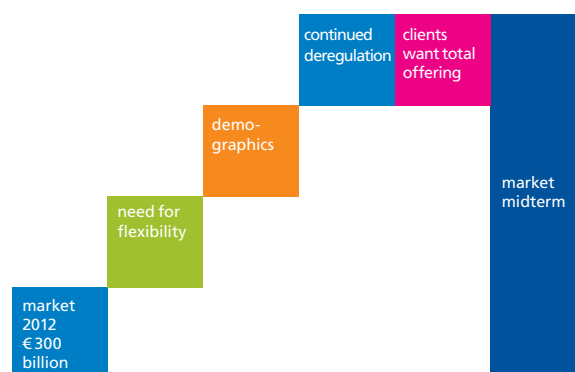 continued
deregulation
clients
want total
offering
demo-
graphics
market
midterm
need for
flexibility
market
2012
€ 300
billion